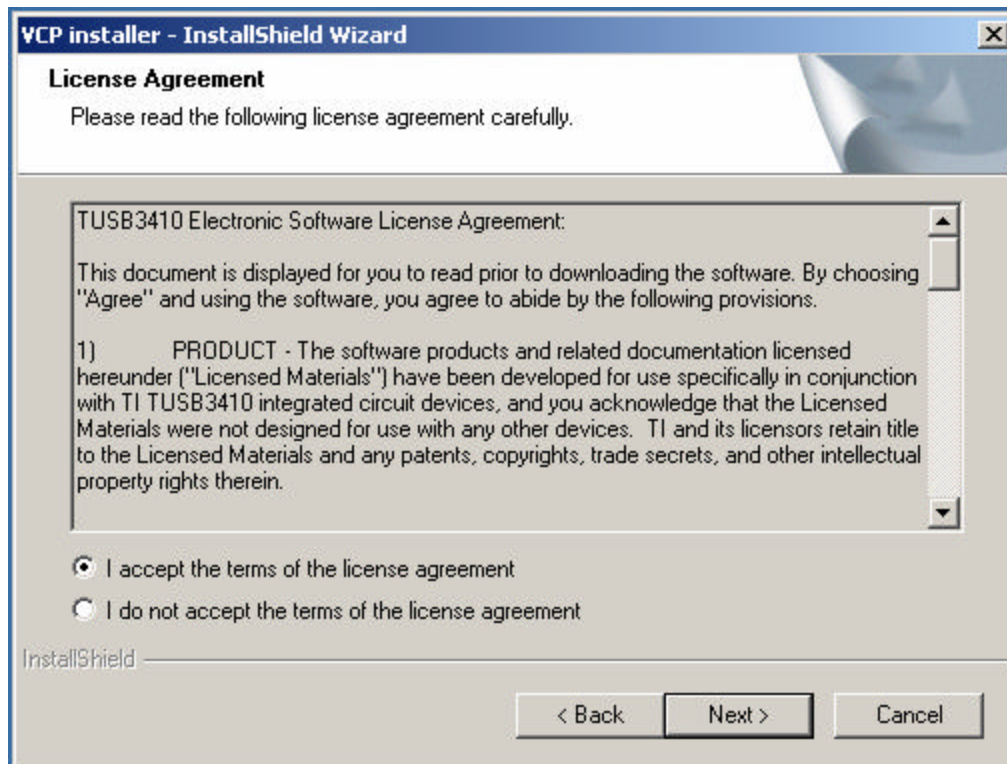 VCP installer - InstallShield Wizard
License Agreement
Please read the following license agreement carefully.
TUSB3410 Electronic Software License Agreement:
This document is displayed for you to read prior to downloading the software. By choosing
"Agree" and using the software, you agree to abide by the following provisions.
1) PRODUCT - The software products and related documentation licensed
hereunder ("Licensed Materials") have been developed for use specifically in conjunction
with TI TUSB3410 integrated circuit devices, and you acknowledge that the Licensed
Materials were not designed for use with any other devices. TI and its licensors retain title
to the Licensed Materials and any patents, copyrights, trade secrets, and other intellectual
property rights therein.
I accept the terms of the license agreement
I do not accept the terms of the license agreement
InstallShield
< Back Next > Cancel